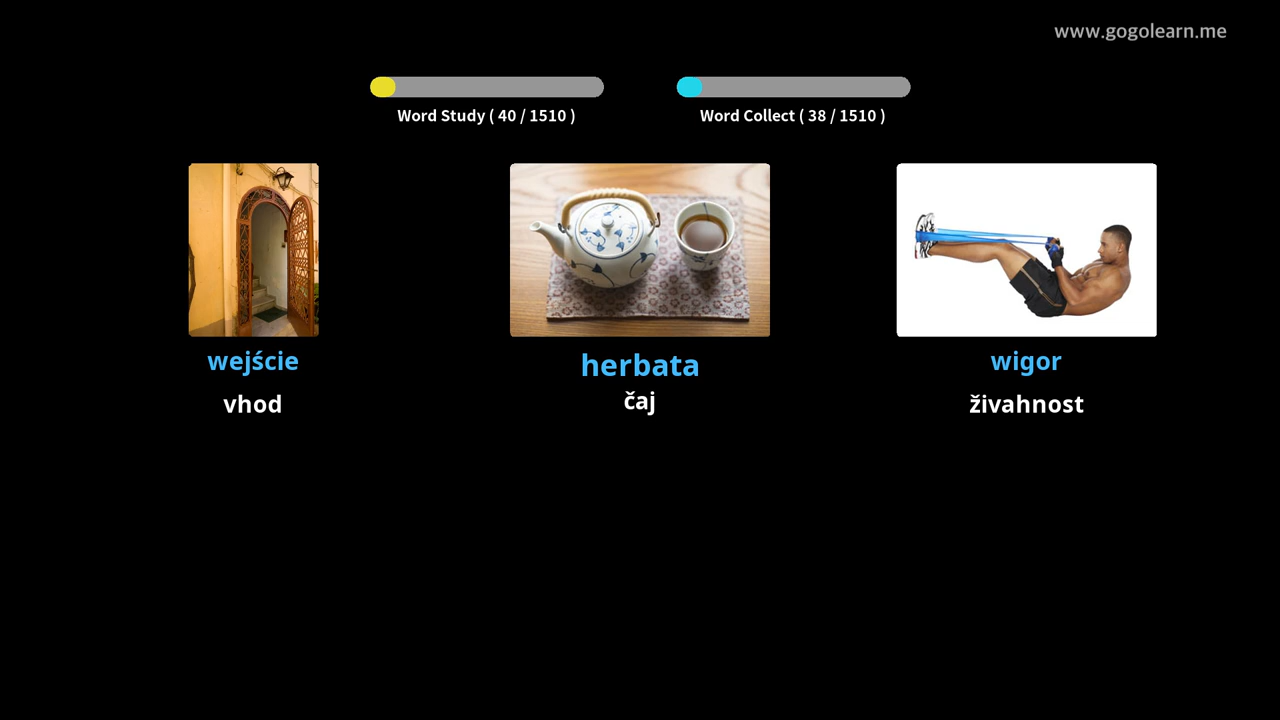 www.gogolearn.me
Word Study ( 40 / 1510 )
Word Collect ( 38 / 1510 )
wejście
vhod
herbata
čaj
wigor
živahnost